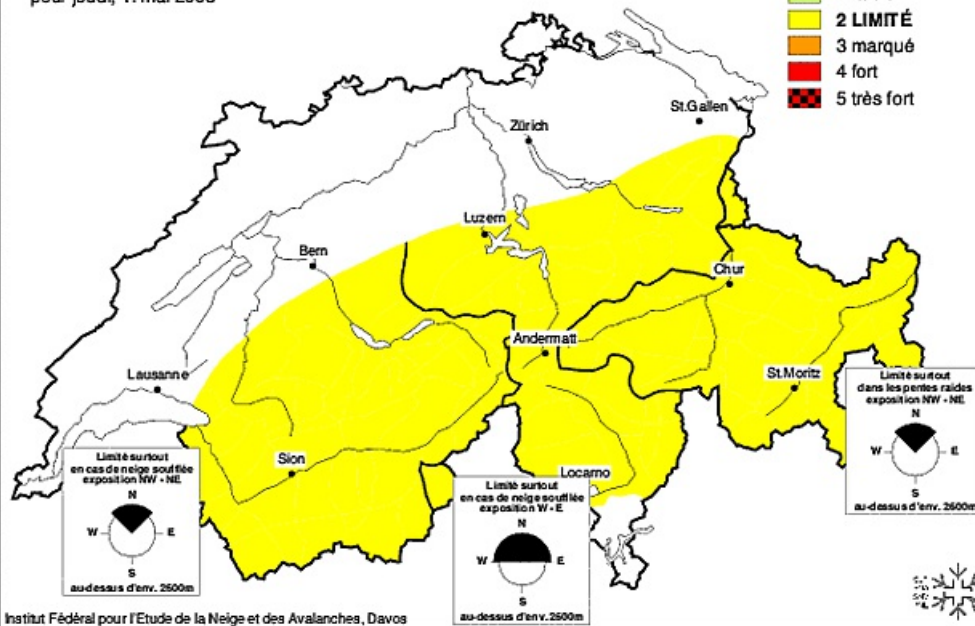 2 LIMITÉ
3 marqué
4 fort
5 très fort
St.Gallen
Zürich
Luzern
Bern
Chur
Andermatt
Lausanne
St.Moritz
Sion
Locarno
Limité surtout
dans les pentes raides
exposition NW - NE
N
W E
S
au-dessus d'env. 2600m
Limité surtout
en cas de neige soufflée
exposition NW - NE
N
W E
S
au-dessus d'env. 2500m
Limité surtout
en cas de neige soufflée
exposition W - E
N
W E
S
au-dessus d'env. 2500m
Institut Fédéral pour l'Etude de la Neige et des Avalanches, Davos